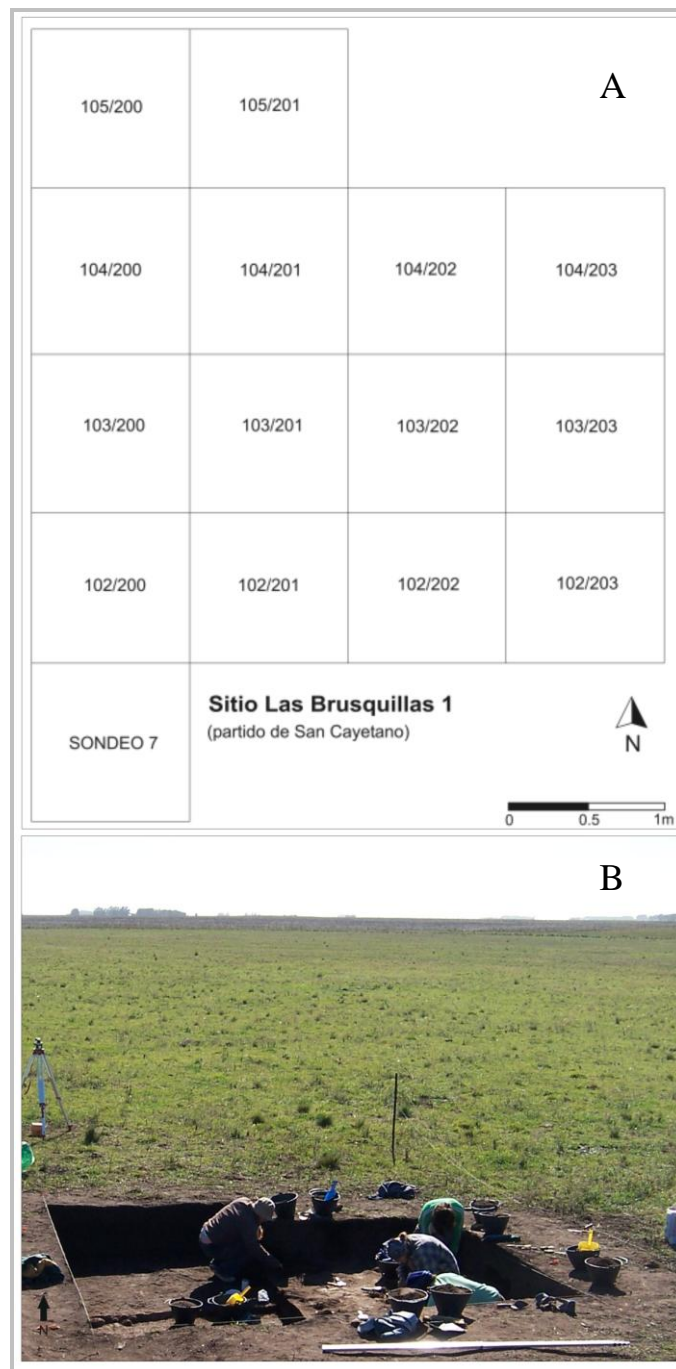 A
105/200 105/201
104/200 104/201 104/202 104/203
103/200 103/201 103/202 103/203
102/200 102/201 102/202 102/203
SONDEO 7
Sitio Las Brusquillas 1
(partido de San Cayetano)
N
0 0.5 1m
B
N